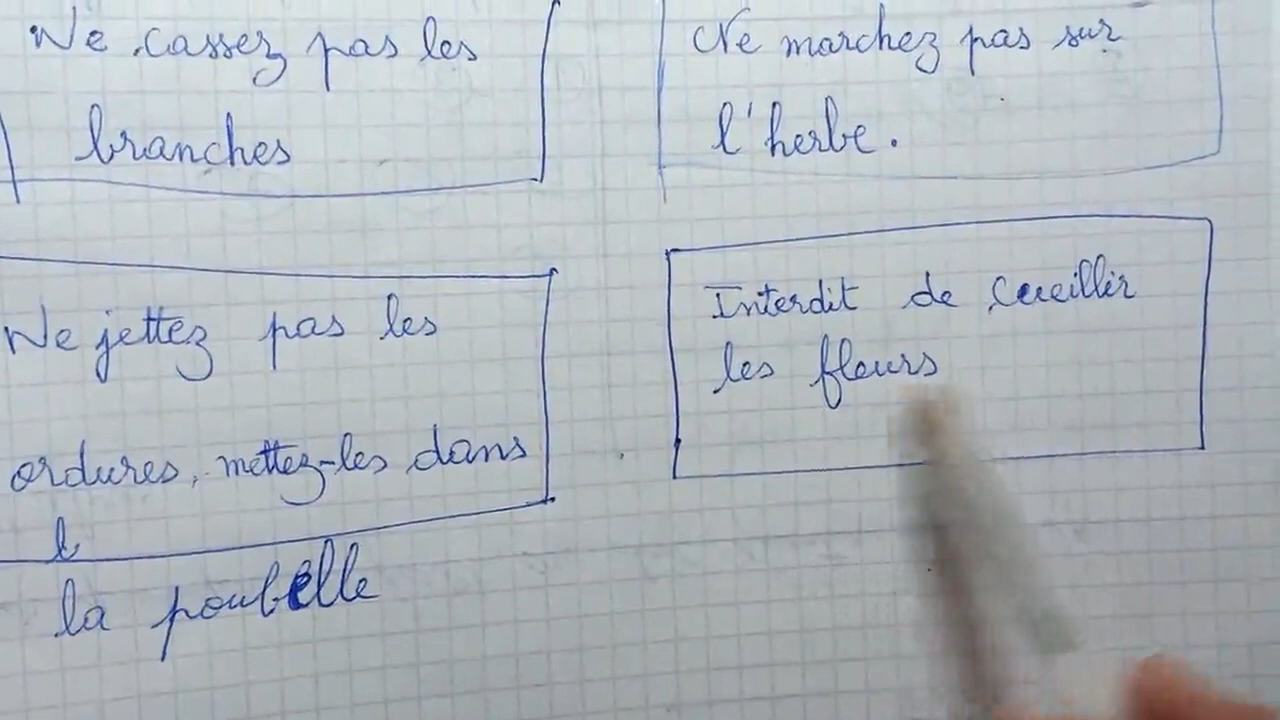 Ne cassez pas les
branches
Ne marchez pas sur
l'herbe.
Ne jettez pas les
ordures, mettez-les dans
l
la poubelle
Interdit de cueillir
les fleurs